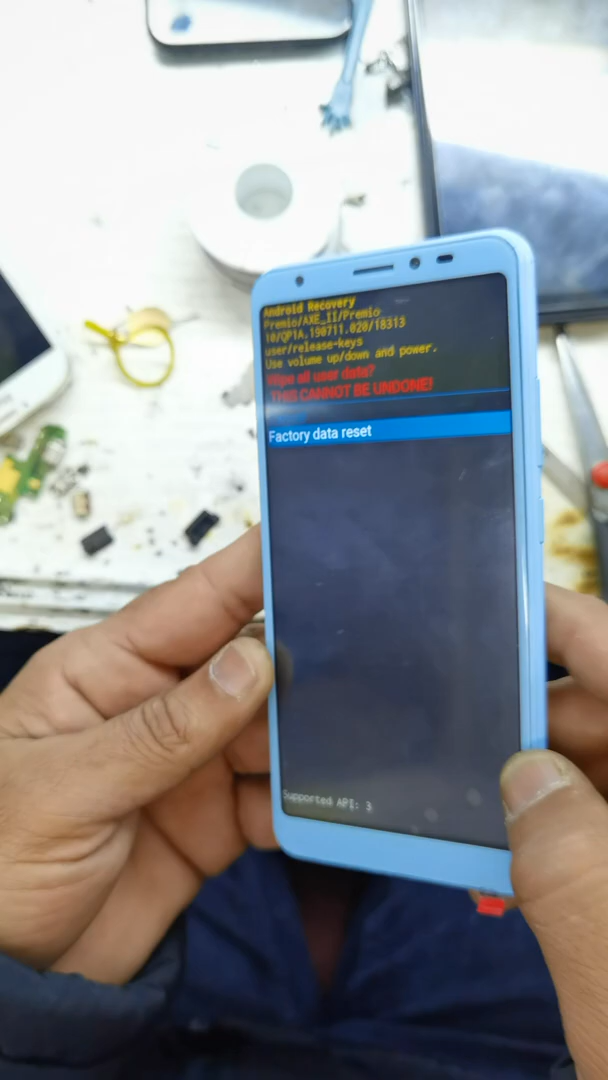 Android Recovery
Premio/AXE_II/Premio
10/QP1A.190711.020/18313
user/release-keys
Use volume up/down and power.
Wipe all user data?
THIS CANNOT BE UNDONE!
Factory data reset
Supported API: 3